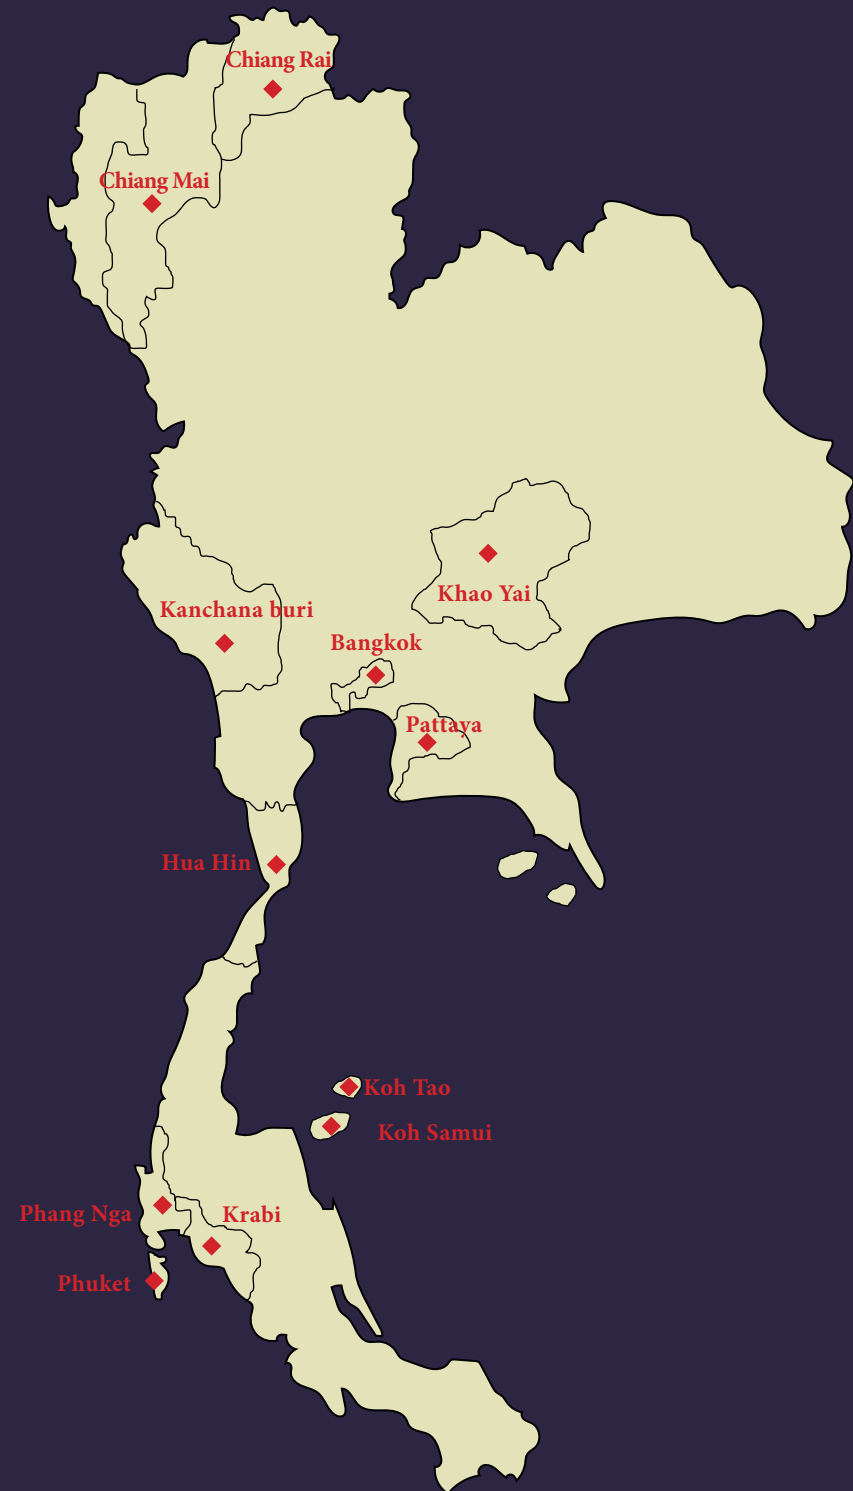 Chiang Rai
Chiang Mai
Khao Yai
Kanchana buri
Bangkok
Pattaya
Hua Hin
Koh Tao
Koh Samui
Phang Nga
Krabi
Phuket